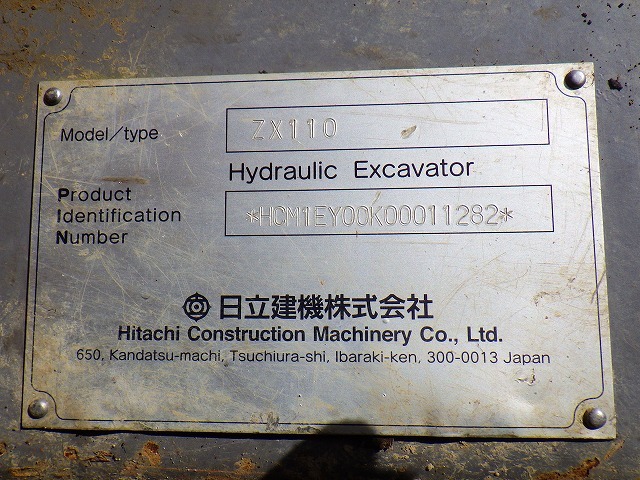 Model/type ZX110
Hydraulic Excavator
Product
Identification
Number
*HCM1EY00K00011282*
日立建機株式会社
Hitachi Construction Machinery Co., Ltd.
650, Kandatsu-machi, Tsuchiura-shi, Ibaraki-ken, 300-0013 Japan